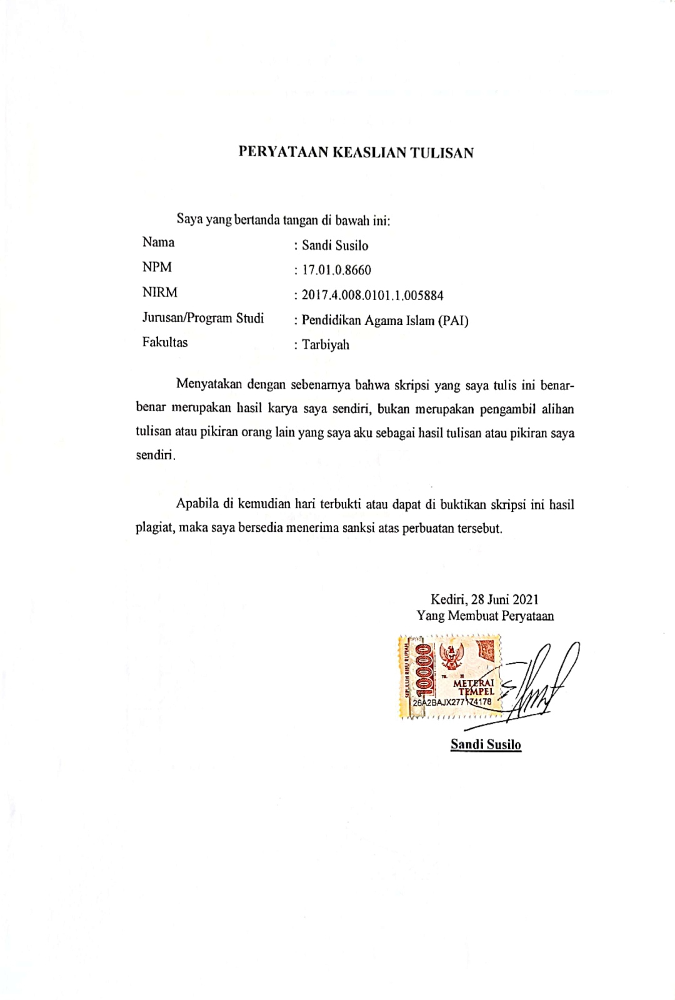 PERYATAAN KEASLIAN TULISAN
Saya yang bertanda tangan di bawah ini:
Nama : Sandi Susilo
NPM : 17.01.0.8660
NIRM : 2017.4.008.0101.1.005884
Jurusan/Program Studi : Pendidikan Agama Islam (PAI)
Fakultas : Tarbiyah
Menyatakan dengan sebenarnya bahwa skripsi yang saya tulis ini benar-
benar merupakan hasil karya saya sendiri, bukan merupakan pengambil alihan
tulisan atau pikiran orang lain yang saya aku sebagai hasil tulisan atau pikiran saya
sendiri.
Apabila di kemudian hari terbukti atau dapat di buktikan skripsi ini hasil
plagiat, maka saya bersedia menerima sanksi atas perbuatan tersebut.
Kediri, 28 Juni 2021
Yang Membuat Peryataan
SEPULUH RIBU RUPIAH
10000
METERAI
TEMPEL
26A2BAJX277174178
Sandi Susilo